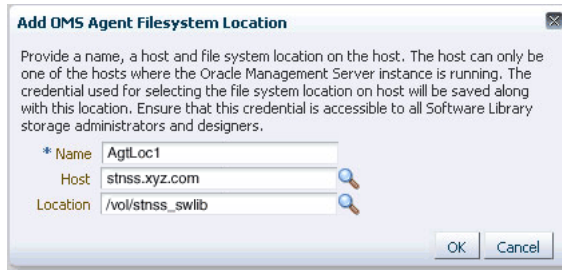 Add OMS Agent Filesystem Location
Provide a name, a host and file system location on the host. The host can only be
one of the hosts where the Oracle Management Server instance is running. The
credential used for selecting the file system location on host will be saved along
with this location. Ensure that this credential is accessible to all Software Library
storage administrators and designers.
* Name AgtLoc1
Host stnss.xyz.com
Location /vol/stnss_swlib
OK Cancel